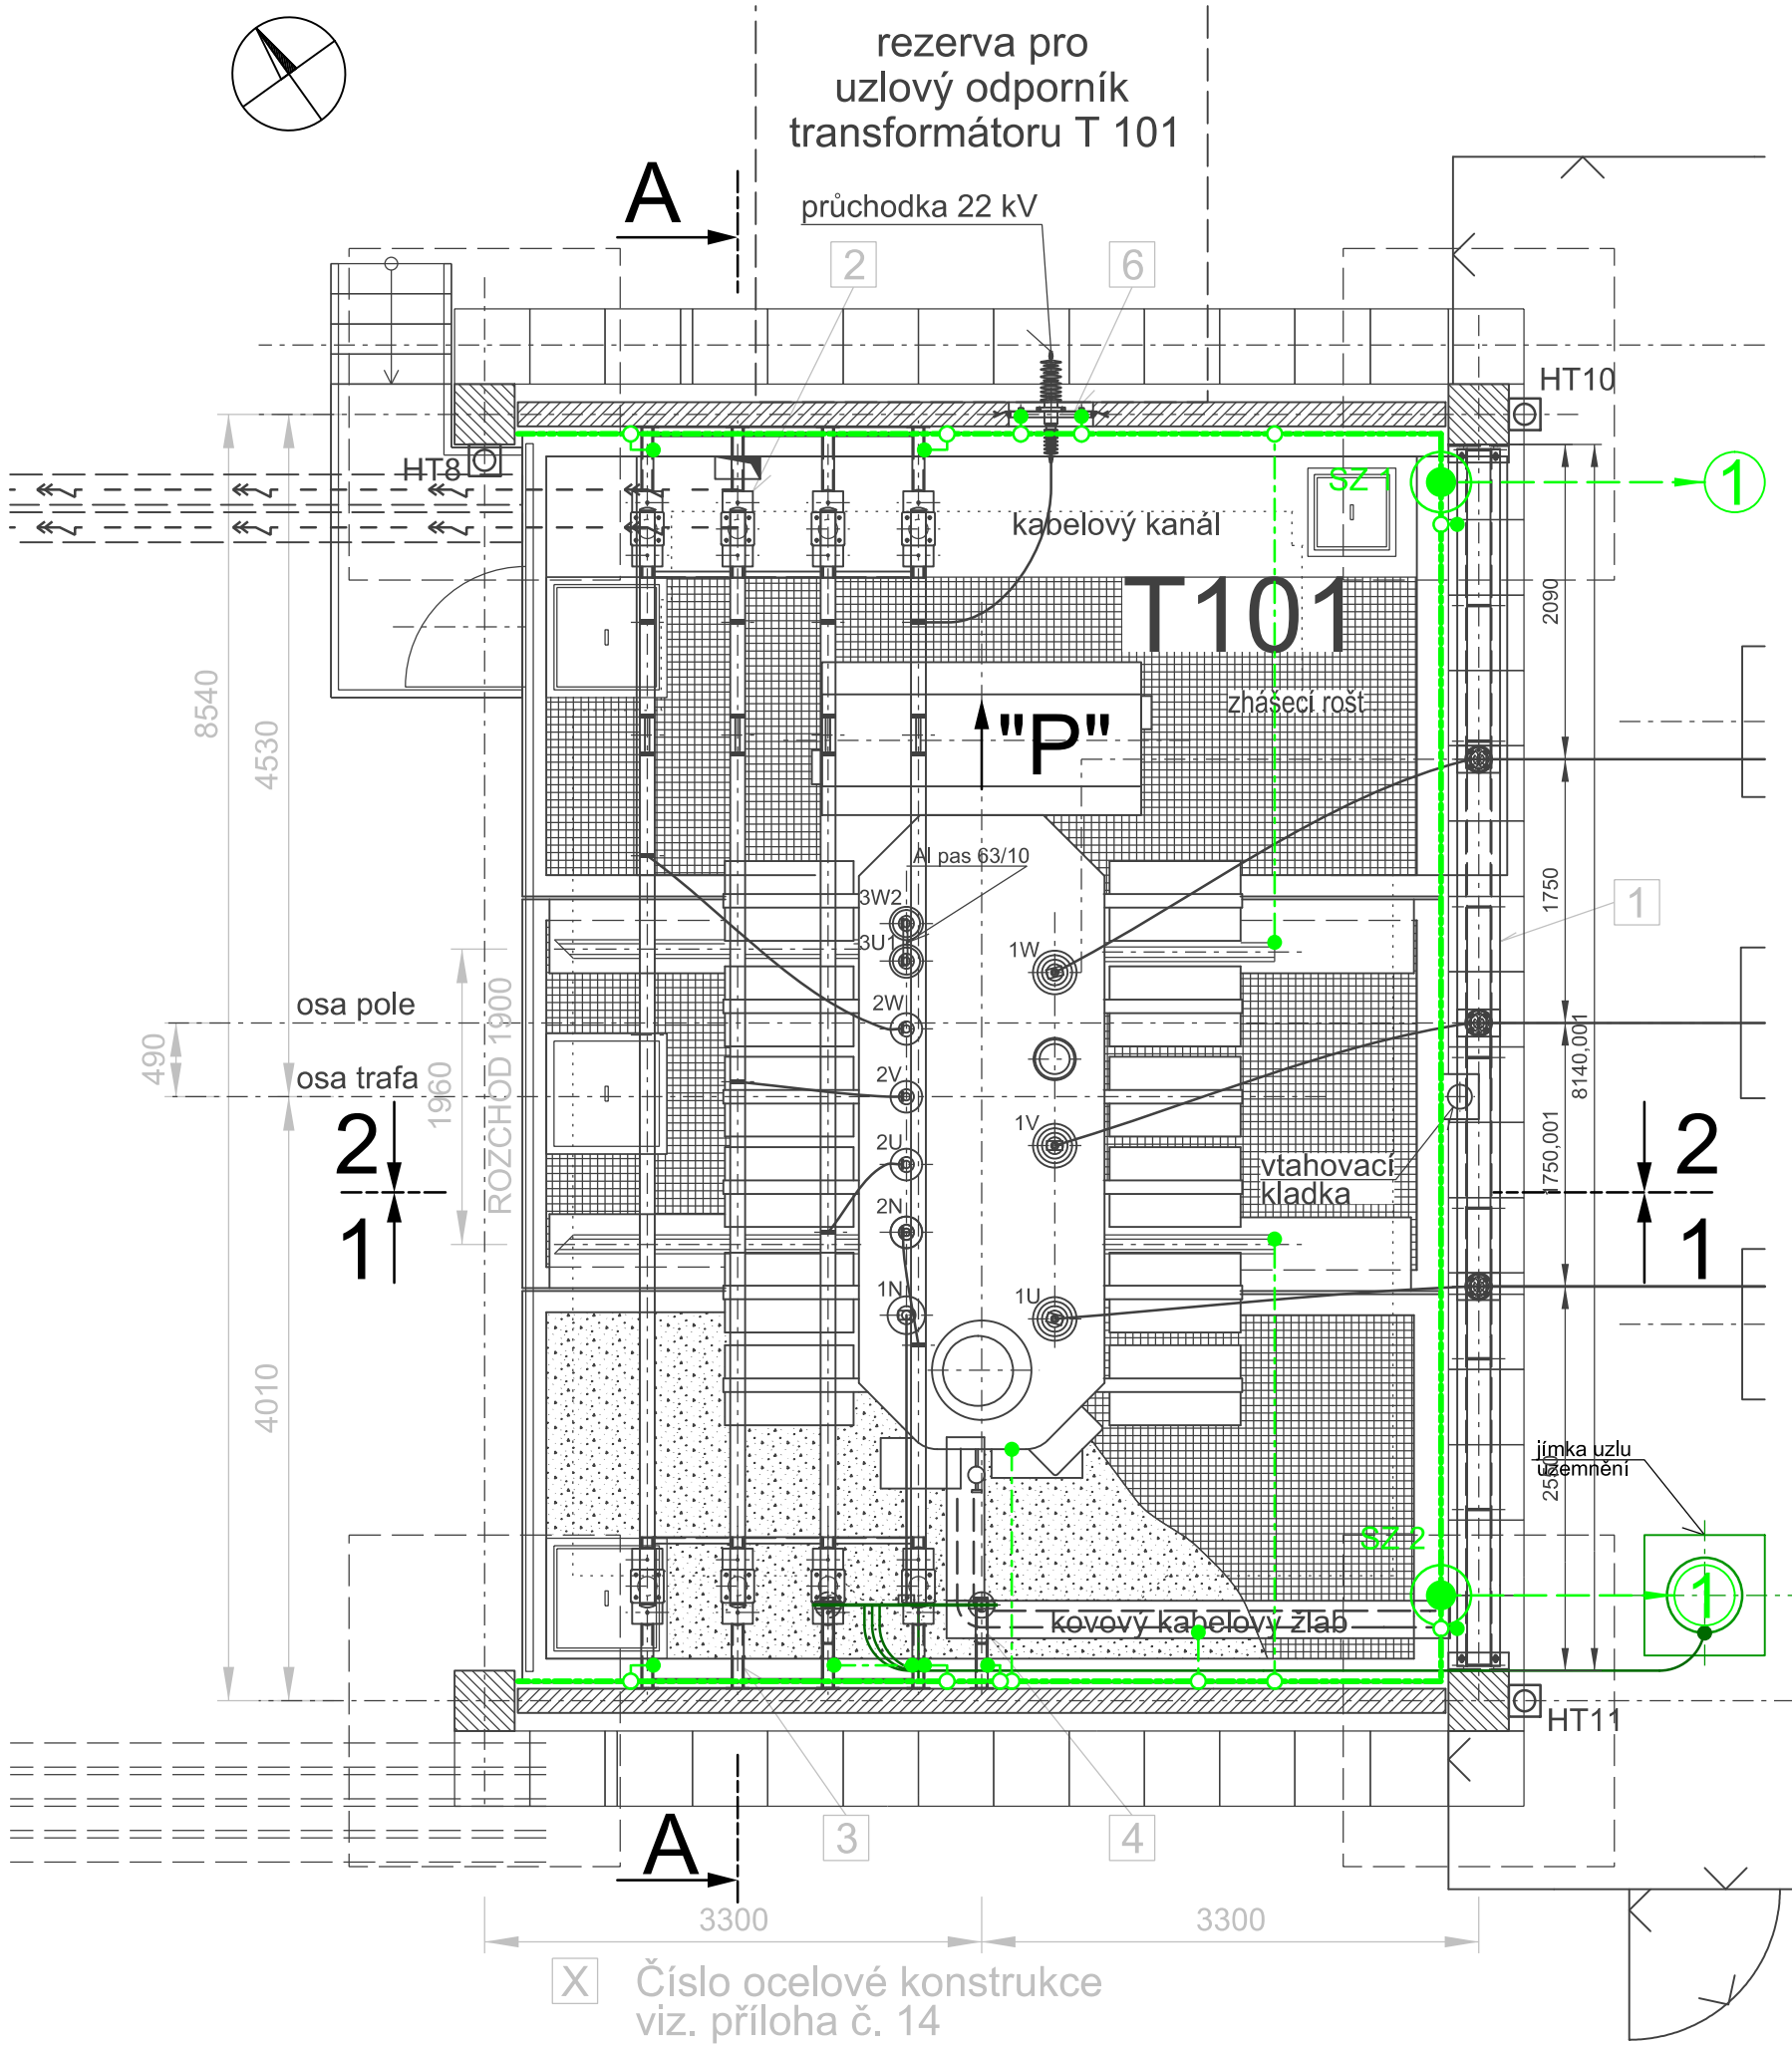 rezerva pro
uzlový odporník
transformátoru T 101
A
průchodka 22 kV
2
6
HT10
HT8
SZ 1
1
kabelový kanál
T101
2090
8540
4530
zhášecí rošt
"P"
Al pas 63/10
3W2
3U1
1W
1750
1
2W
osa pole
490
osa trafa
1960
ROZCHOD 1900
2V
8140,001
2
1
1V
2U
1750,001
2
1
vtahovací
kladka
2N
1N
1U
4010
jímka uzlu
uzemnění
SZ 2
1
kovový kabelový žlab
HT11
A
3
4
3300
3300
X
Číslo ocelové konstrukce
viz. příloha č. 14